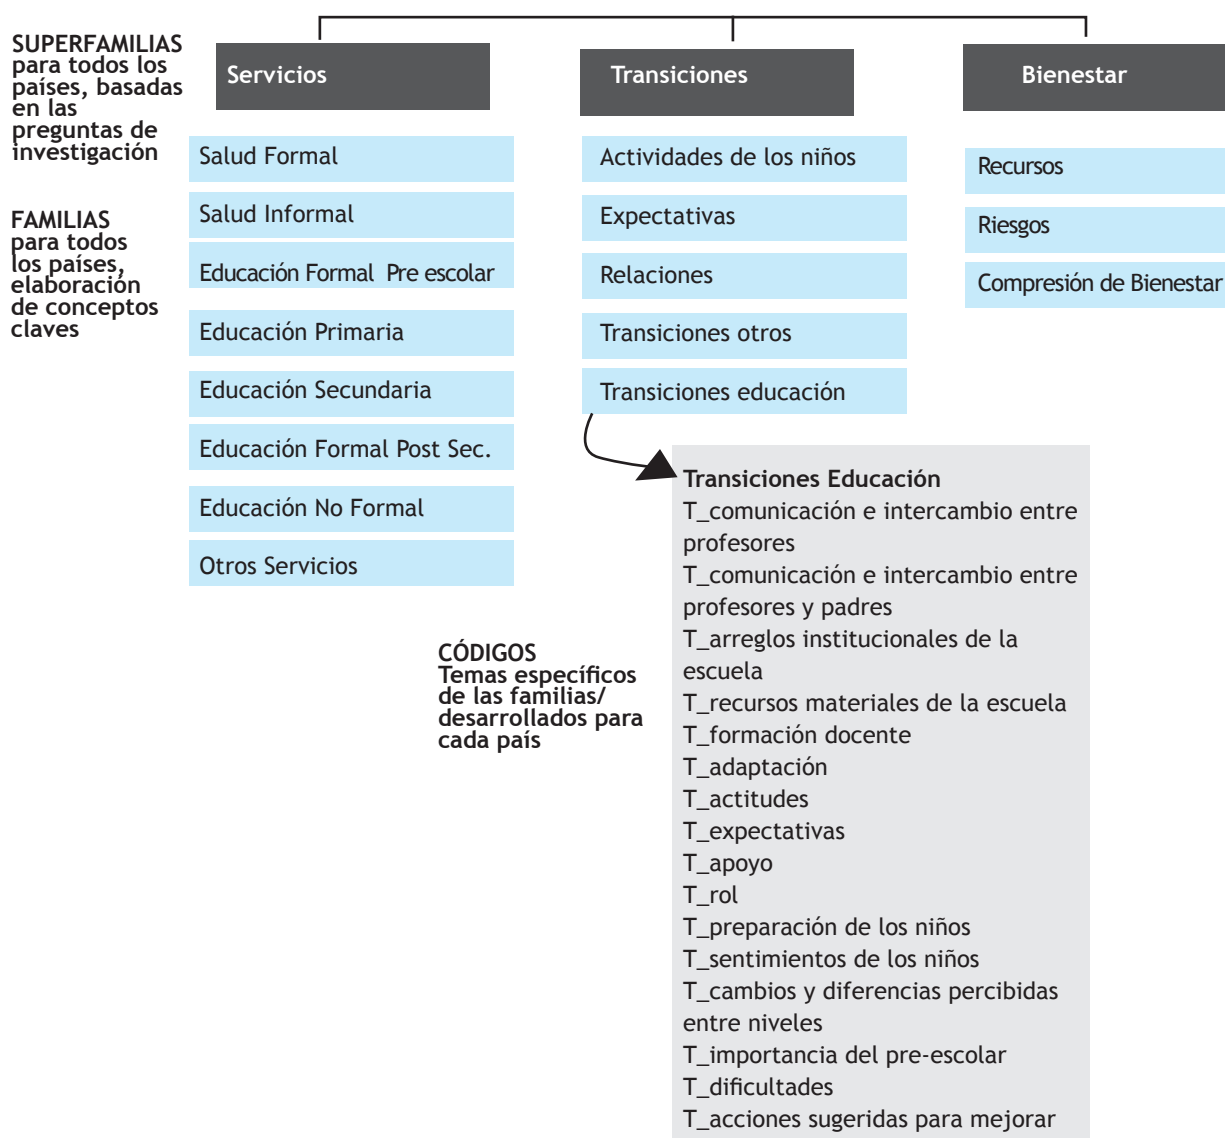 SUPERFAMILIAS
para todos los
países, basadas
en las
preguntas de
investigación
FAMILIAS
para todos
los países,
elaboración
de conceptos
claves
Servicios
Salud Formal
Salud Informal
Educación Formal Pre escolar
Educación Primaria
Educación Secundaria
Educación Formal Post Sec.
Educación No Formal
Otros Servicios
Transiciones
Actividades de los niños
Expectativas
Relaciones
Transiciones otros
Transiciones educación
Bienestar
Recursos
Riesgos
Compresión de Bienestar
CÓDIGOS
Temas específicos
de las familias/
desarrollados para
cada país
Transiciones Educación
T_comunicación e intercambio entre
profesores
T_comunicación e intercambio entre
profesores y padres
T_arreglos institucionales de la
escuela
T_recursos materiales de la escuela
T_formación docente
T_adaptación
T_actitudes
T_expectativas
T_apoyo
T_rol
T_preparación de los niños
T_sentimientos de los niños
T_cambios y diferencias percibidas
entre niveles
T_importancia del pre-escolar
T_dificultades
T_acciones sugeridas para mejorar